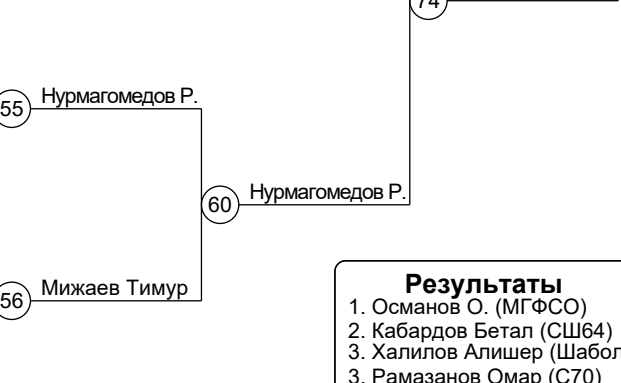 74
Нурмагомедов Р.
55
Нурмагомедов Р.
60
Мижаев Тимур
56
Результаты
1. Османов О. (МГФСО)
2. Кабардов Бетал (СШ64)
3. Халилов Алишер (Шабол
3. Рамазанов Омар (С70)